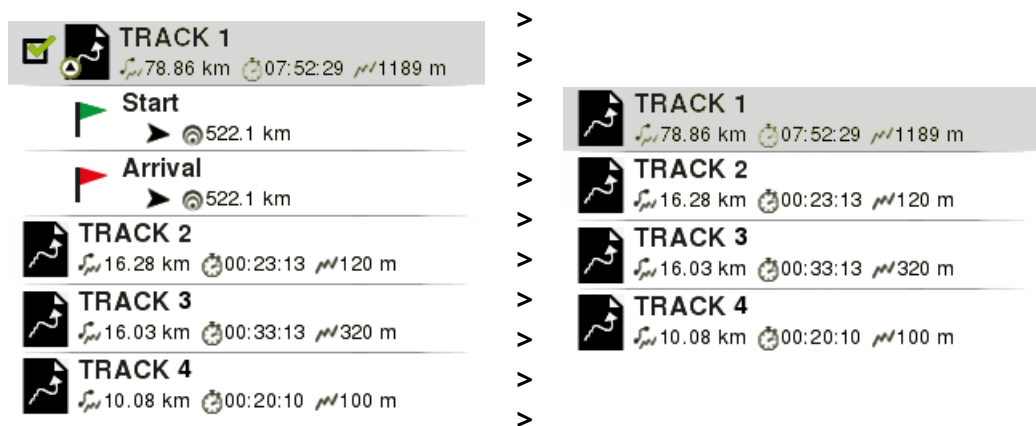 TRACK 1
78.86 km 07:52:29 1189 m
Start
522.1 km
Arrival
522.1 km
TRACK 2
16.28 km 00:23:13 120 m
TRACK 3
16.03 km 00:33:13 320 m
TRACK 4
10.08 km 00:20:10 100 m
>
>
>
>
>
>
>
>
>
>
>
TRACK 1
78.86 km 07:52:29 1189 m
TRACK 2
16.28 km 00:23:13 120 m
TRACK 3
16.03 km 00:33:13 320 m
TRACK 4
10.08 km 00:20:10 100 m